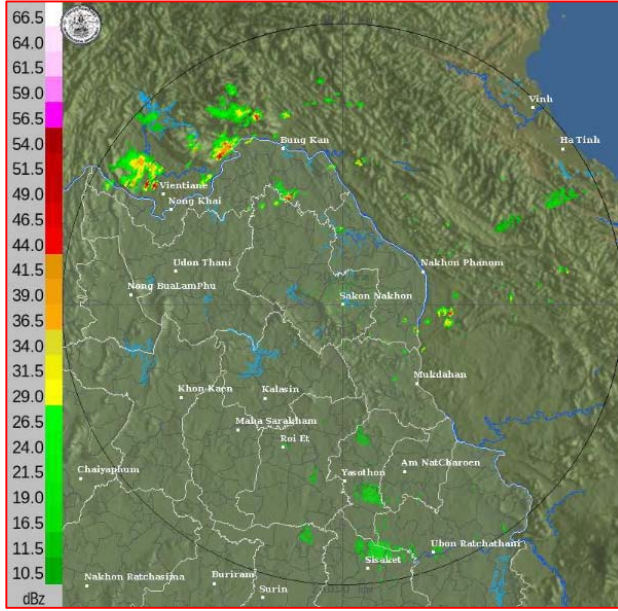 66.5
64.0
61.5
59.0
56.5
54.0
51.5
49.0
46.5
44.0
41.5
39.0
36.5
34.0
31.5
29.0
26.5
24.0
21.5
19.0
16.5
14.0
11.5
10.5
dBz
Vinh
Ha Tinh
Bung Kan
Vientiane
Nong Khai
Udon Thani
Nakhon Phanom
Nong BuaLamPhu
Sakon Nakhon
Mukdahan
Khon Kaen
Kalasin
Maha Sarakham
Roi Et
Chaiyaphum
Yasothon
Am NatCharoen
Ubon Ratchathani
Sisaket
Nakhon Ratchasima
Buriram
Surin